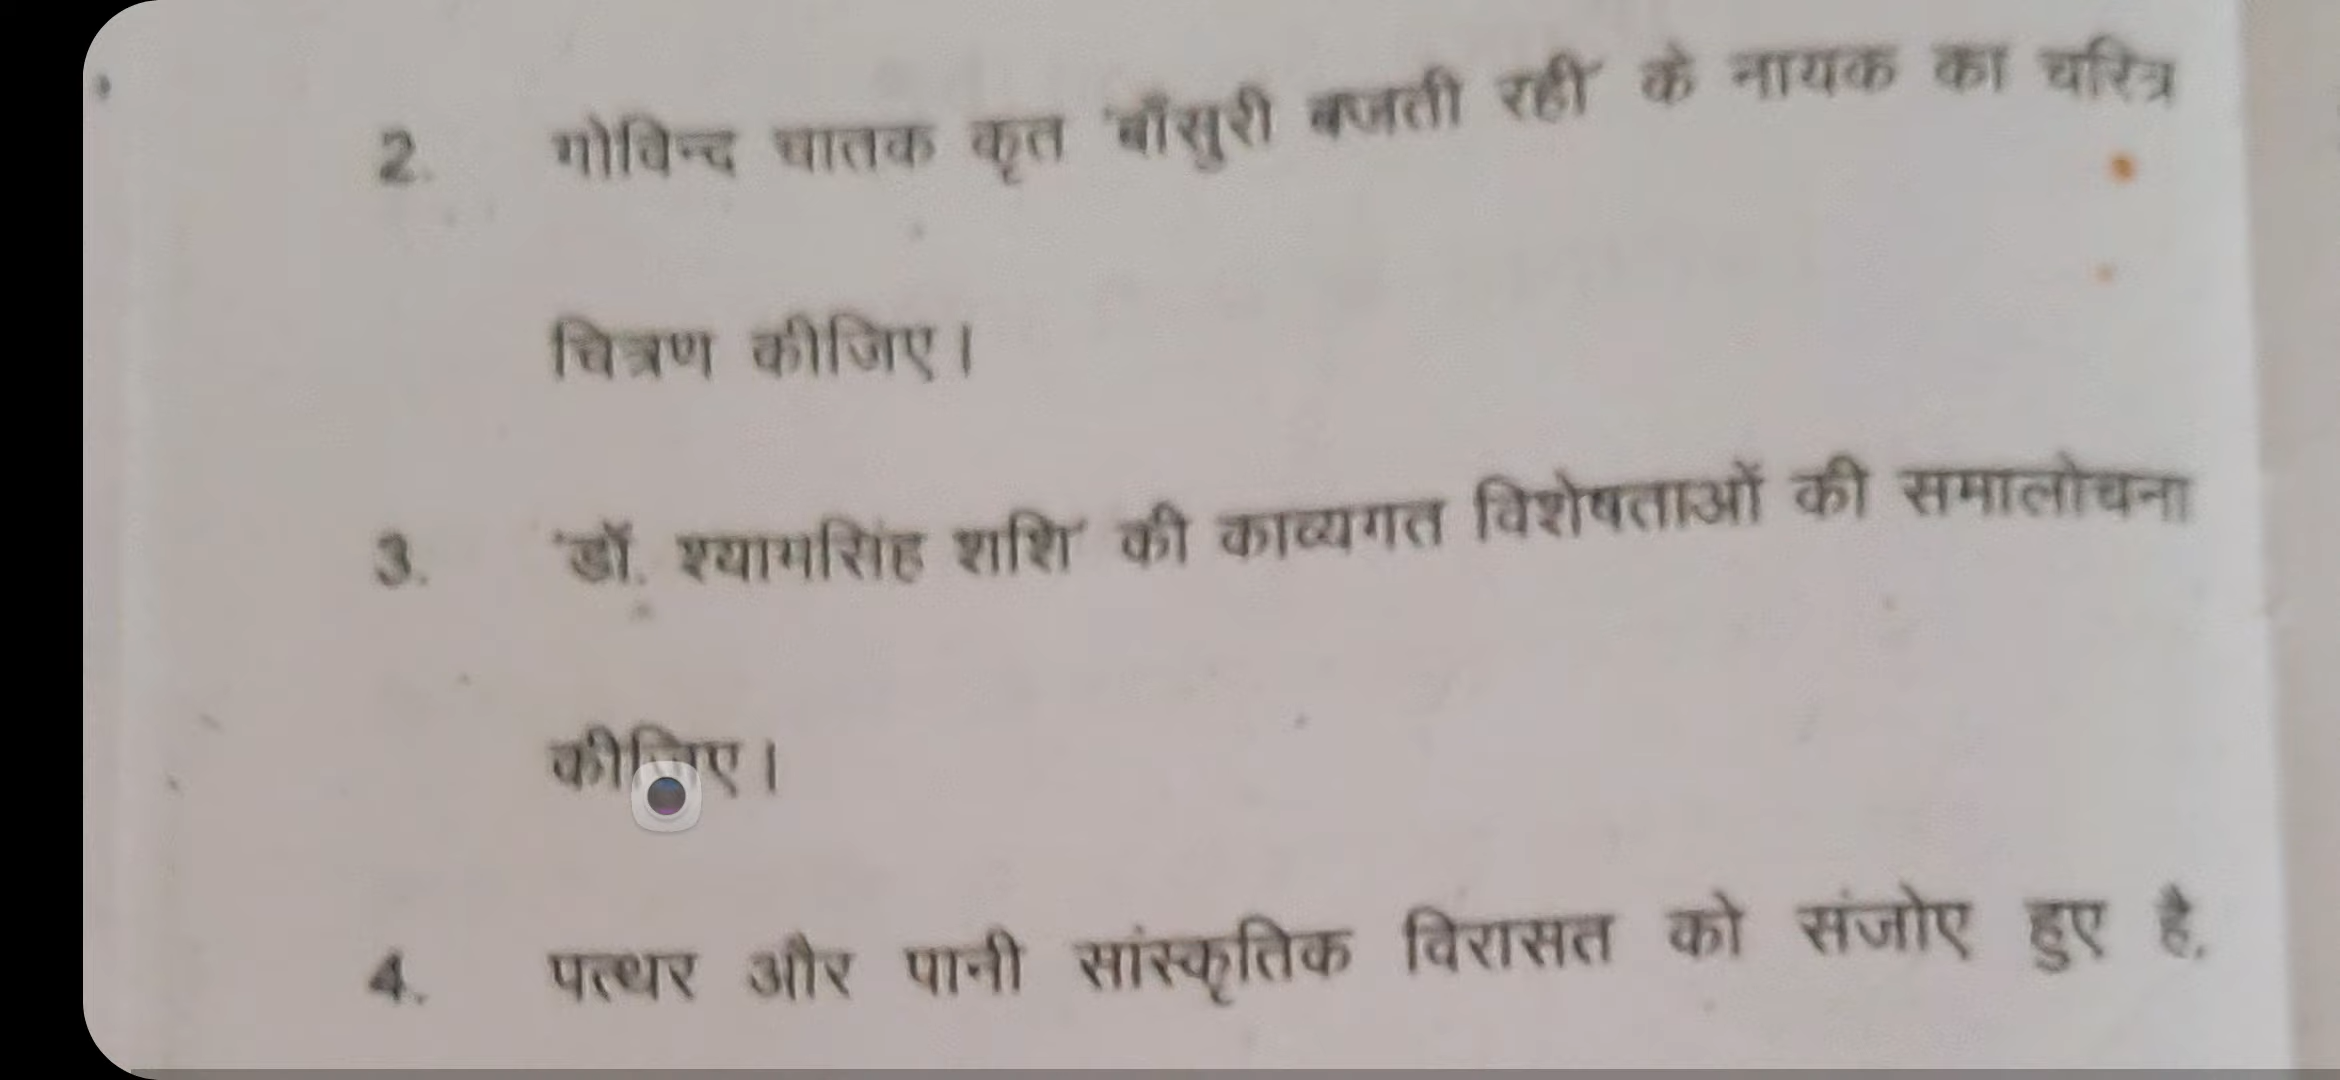 2. गोविन्द चातक कृत 'बाँसुरी बजती रही' के नायक का चरित्र
चित्रण कीजिए।
3. 'डॉ. श्यामसिंह शशि' की काव्यगत विशेषताओं की समालोचना
कीजिए।
4. पत्थर और पानी सांस्कृतिक विरासत को संजोए हुए है,